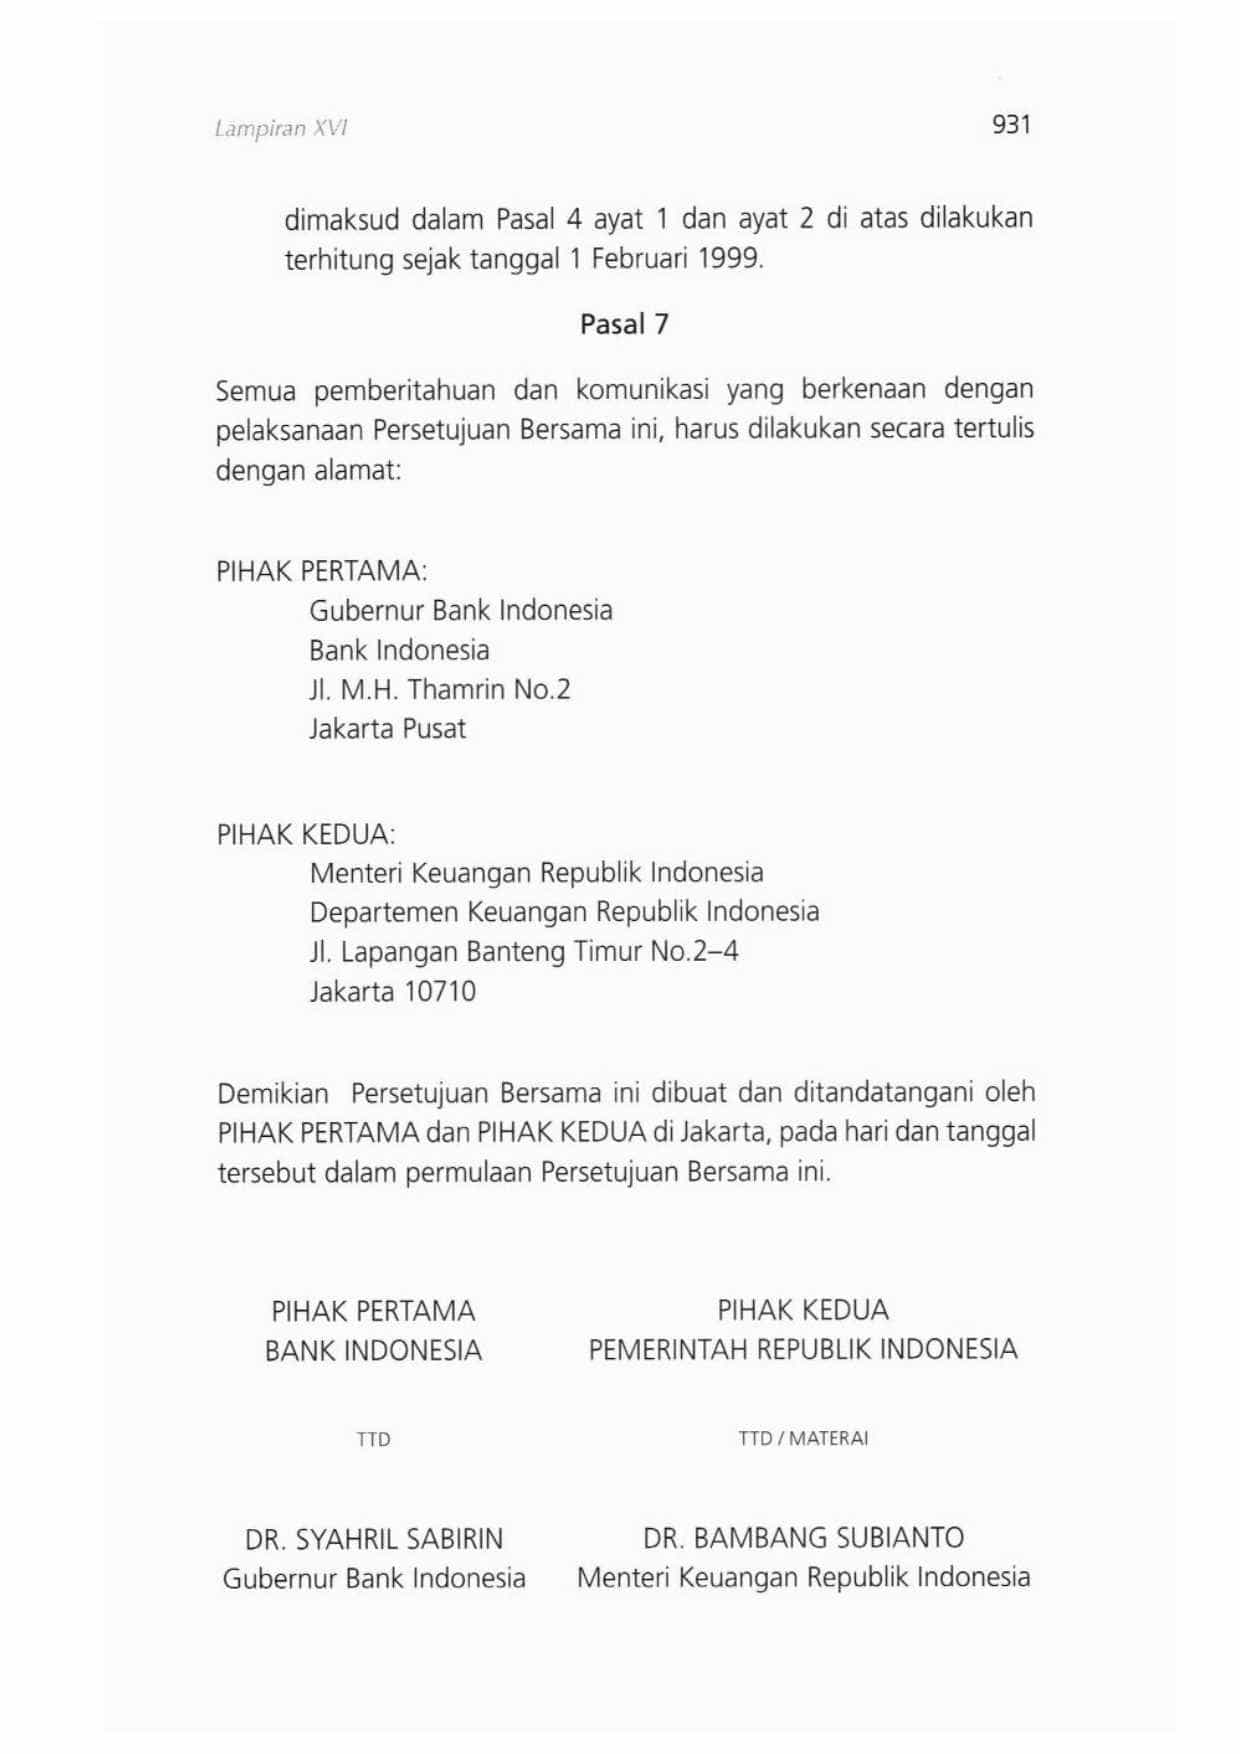 Lampiran XVI 931
dimaksud dalam Pasal 4 ayat 1 dan ayat 2 di atas dilakukan
terhitung sejak tanggal 1 Februari 1999.
Pasal 7
Semua pemberitahuan dan komunikasi yang berkenaan dengan
pelaksanaan Persetujuan Bersama ini, harus dilakukan secara tertulis
dengan alamat:
PIHAK PERTAMA:
Gubernur Bank Indonesia
Bank Indonesia
Jl. M.H. Thamrin No.2
Jakarta Pusat
PIHAK KEDUA:
Menteri Keuangan Republik Indonesia
Departemen Keuangan Republik Indonesia
Jl. Lapangan Banteng Timur No.2–4
Jakarta 10710
Demikian Persetujuan Bersama ini dibuat dan ditandatangani oleh
PIHAK PERTAMA dan PIHAK KEDUA di Jakarta, pada hari dan tanggal
tersebut dalam permulaan Persetujuan Bersama ini.
PIHAK PERTAMA PIHAK KEDUA
BANK INDONESIA PEMERINTAH REPUBLIK INDONESIA
TTD TTD / MATERAI
DR. SYAHRIL SABIRIN DR. BAMBANG SUBIANTO
Gubernur Bank Indonesia Menteri Keuangan Republik Indonesia